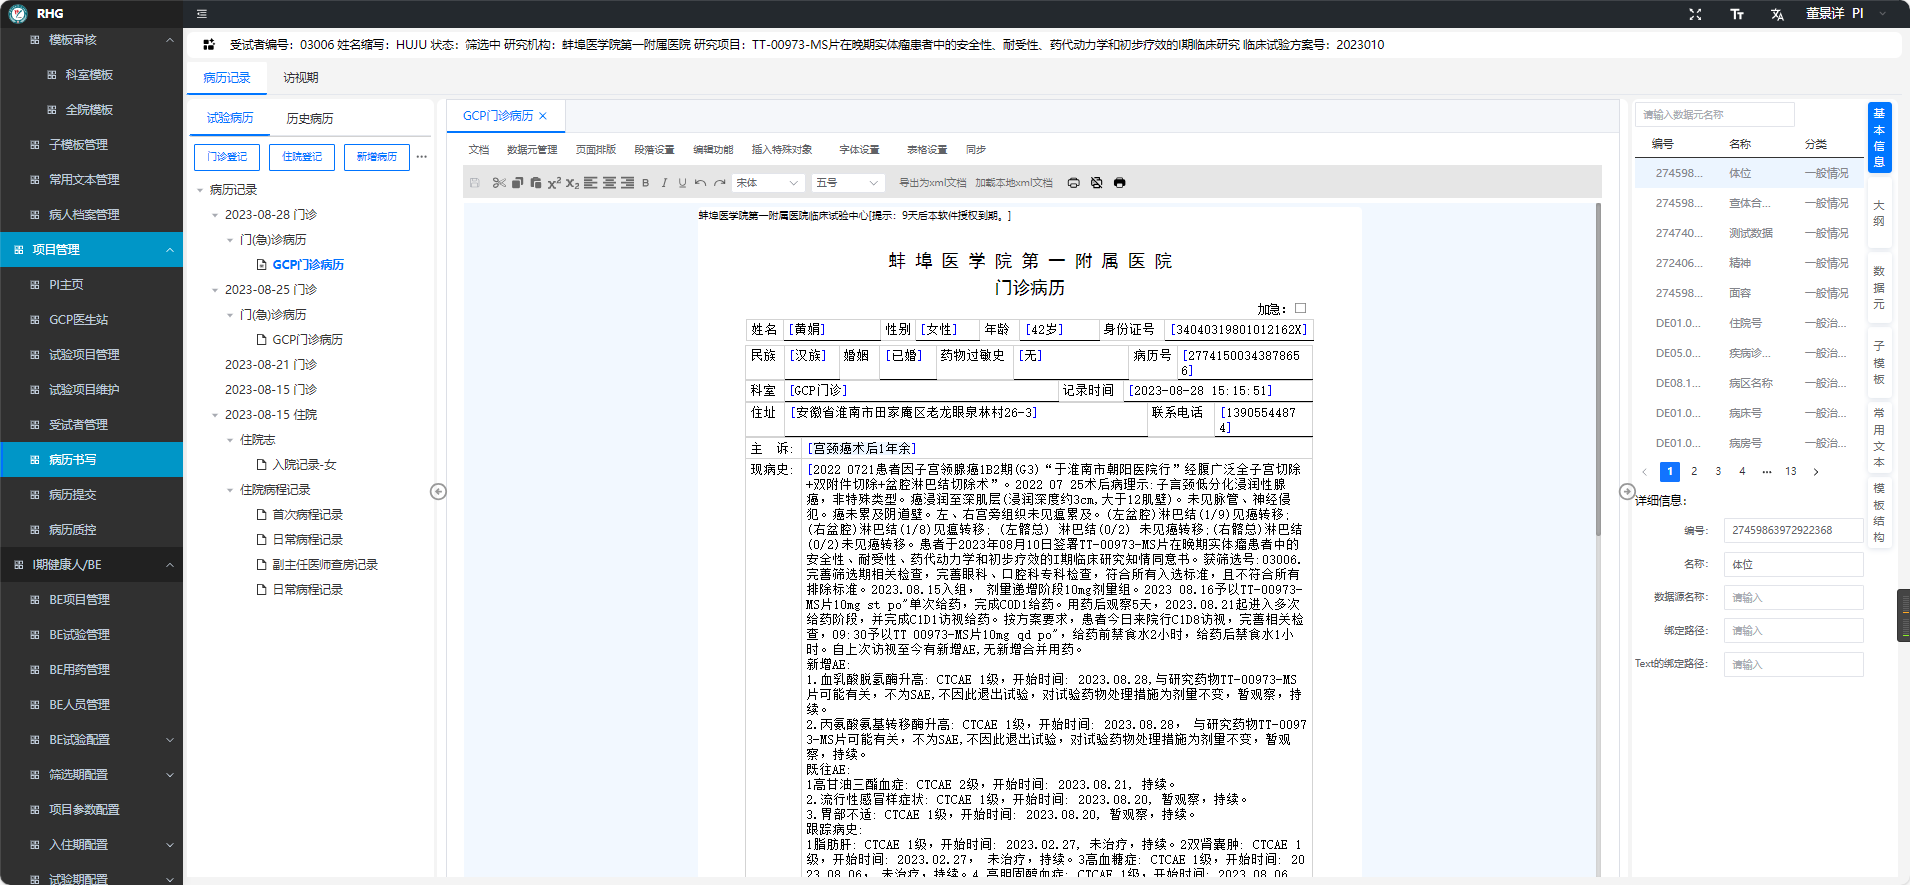 RHG
董景详 PI
模板审核
科室模板
全院模板
子模板管理
常用文本管理
病人档案管理
项目管理
PI主页
GCP医生站
试验项目管理
试验项目维护
受试者管理
病历书写
病历提交
病历质控
I期健康人/BE
BE项目管理
BE试验管理
BE用药管理
BE人员管理
BE试验配置
筛选期配置
项目参数配置
入住期配置
试验期配置
受试者编号：03006 姓名缩写：HUJU 状态：筛选中 研究机构：蚌埠医学院第一附属医院 研究项目：TT-00973-MS片在晚期实体瘤患者中的安全性、耐受性、药代动力学和初步疗效的I期临床研究 临床试验方案号：2023010
病历记录 访视期
试验病历 历史病历
门诊登记 住院登记 新增病历 ···
病历记录
2023-08-28 门诊
门(急)诊病历
GCP门诊病历
2023-08-25 门诊
门(急)诊病历
GCP门诊病历
2023-08-21 门诊
2023-08-15 门诊
2023-08-15 住院
住院志
入院记录-女
住院病程记录
首次病程记录
日常病程记录
副主任医师查房记录
日常病程记录
GCP门诊病历 ×
文档 数据元管理 页面排版 段落设置 编辑功能 插入特殊对象 字体设置 表格设置 同步
B I U 宋体 五号 导出为xml文档 加载本地xml文档
蚌埠医学院第一附属医院临床试验中心[提示：9天后本软件授权到期。]
蚌埠医学院第一附属医院
门诊病历
加急：
姓名 [黄娟] 性别 [女性] 年龄 [42岁] 身份证号 [34040319801012162X]
民族 [汉族] 婚姻 [已婚] 药物过敏史 [无] 病历号 [2774150034387865
6]
科室 [GCP门诊] 记录时间 [2023-08-28 15:15:51]
住址 [安徽省淮南市田家庵区老龙眼泉林村26-3] 联系电话 [1390554487
4]
主 诉: [宫颈癌术后1年余]
现病史: [2022 0721患者因子宫领腺癌1B2期(G3)“于淮南市朝阳医院行”经腹广泛全子宫切除
+双附件切除+盆腔淋巴结切除术”。2022 07 25术后病理示:子宫颈低分化浸润性腺
癌，非特殊类型。癌浸润至深肌层(浸润深度约3cm,大于12肌壁)。未见脉管、神经侵
犯。癌未累及阴道壁。左、右宫旁组织未见瘟累及。(左盆腔)淋巴结(1/9)见癌转移;
(右盆腔)淋巴结(1/8)见瘟转移; (左髂总) 淋巴结(0/2) 未见癌转移;(右髂总)淋巴结
(0/2)未见癌转移。患者于2023年08月10日签署TT-00973-MS片在晚期实体瘤患者中的
安全性、耐受性、药代动力学和初步疗效的I期临床研究知情同意书。获筛选号:03006.
完善筛选期相关检查，完善眼科、口腔科专科检查，符合所有入选标准，且不符合所有
排除标准。2023.08.15入组， 剂量递增阶段10mg剂量组。2023 08.16予以TT-00973-
MS片10mg st po"单次给药，完成C0D1给药。用药后观察5天，2023.08.21起进入多次
给药阶段，并完成C1D1访视给药。按方案要求，患者今日来院行C1D8访视，完善相关检
查，09:30予以TT 00973-MS片10mg qd po"，给药前禁食水2小时，给药后禁食水1小
时。自上次访视至今有新增AE,无新增合并用药。
新增AE:
1.血乳酸脱氢酶升高: CTCAE 1级，开始时间: 2023.08.28,与研究药物TT-00973-MS
片可能有关，不为SAE,不因此退出试验，对试验药物处理措施为剂量不变，暂观察，持
续。
2.丙氨酸氨基转移酶升高: CTCAE 1级，开始时间: 2023.08.28， 与研究药物TT-0097
3-MS片可能有关，不为SAE,不因此退出试验，对试验药物处理措施为剂量不变，暂观
察，持续。
既往AE:
1高甘油三酯血症: CTCAE 2级，开始时间: 2023.08.21, 持续。
2.流行性感冒样症状: CTCAE 1级，开始时间: 2023.08.20, 暂观察，持续。
3.胃部不适: CTCAE 1级，开始时间: 2023.08.20, 暂观察，持续。
跟踪病史:
1脂肪肝: CTCAE 1级，开始时间: 2023.02.27, 未治疗，持续。2双肾囊肿: CTCAE 1
级，开始时间: 2023.02.27， 未治疗，持续。3高血糖症: CTCAE 1级，开始时间: 20
23.08.06， 未治疗，持续。4.高胆固醇血症: CTCAE 1级，开始时间: 2023.08.06
请输入数据元名称
编号 名称 分类
274598... 体位 一般情况
274598... 查体合... 一般情况
274740... 测试数据 一般情况
272406... 精神 一般情况
274598... 面容 一般情况
DE01.0... 住院号 一般治...
DE05.0... 疾病诊... 一般治...
DE08.1... 病区名称 一般治...
DE01.0... 病床号 一般治...
DE01.0... 病房号 一般治...
1 2 3 4 ··· 13
详细信息：
编号: 27459863972922368
名称: 体位
数据源名称: 请输入
绑定路径: 请输入
Text的绑定路径: 请输入
基本信息
大纲
数据元
子模板
常用文本
模板结构